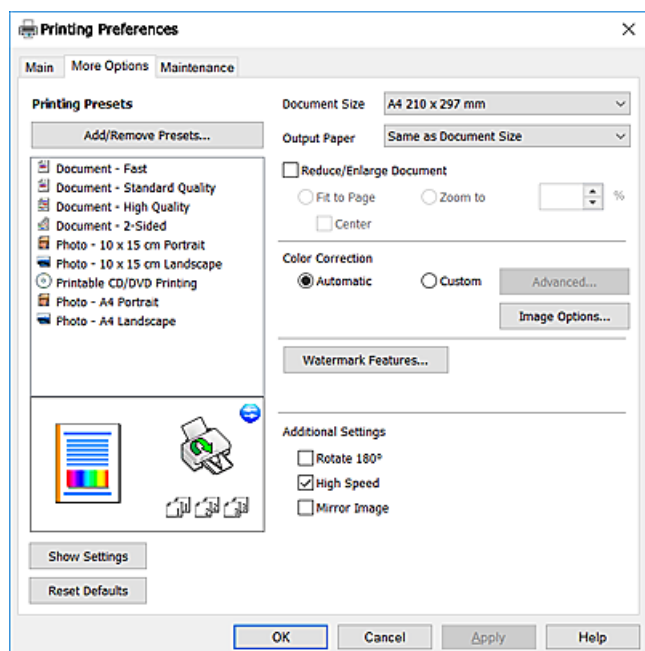 Printing Preferences
Main More Options Maintenance
Printing Presets
Add/Remove Presets...
Document - Fast
Document - Standard Quality
Document - High Quality
Document - 2-Sided
Photo - 10 x 15 cm Portrait
Photo - 10 x 15 cm Landscape
Printable CD/DVD Printing
Photo - A4 Portrait
Photo - A4 Landscape
Show Settings
Reset Defaults
Document Size A4 210 x 297 mm
Output Paper Same as Document Size
Reduce/Enlarge Document
Fit to Page Zoom to %
Center
Color Correction
Automatic Custom Advanced...
Image Options...
Watermark Features...
Additional Settings
Rotate 180º
High Speed
Mirror Image
OK Cancel Apply Help